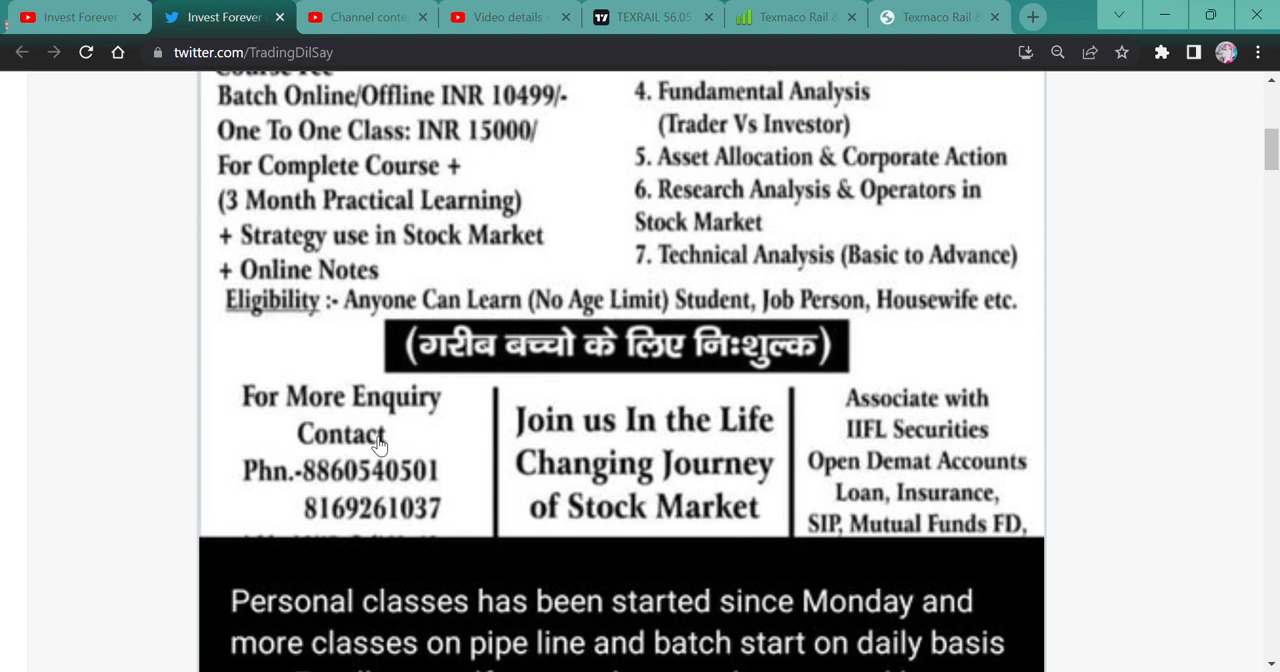 Invest Forever
Invest Forever
Channel conte
Video details
TEXRAIL 56.05
Texmaco Rail &
Texmaco Rail &
twitter.com/TradingDilSay
Course Fee
Batch Online/Offline INR 10499/-
One To One Class: INR 15000/
For Complete Course +
(3 Month Practical Learning)
+ Strategy use in Stock Market
+ Online Notes
4. Fundamental Analysis
(Trader Vs Investor)
5. Asset Allocation & Corporate Action
6. Research Analysis & Operators in
Stock Market
7. Technical Analysis (Basic to Advance)
Eligibility :- Anyone Can Learn (No Age Limit) Student, Job Person, Housewife etc.
(गरीब बच्चो के लिए निःशुल्क)
For More Enquiry
Contact
Phn.-8860540501
8169261037
Join us In the Life
Changing Journey
of Stock Market
Associate with
IIFL Securities
Open Demat Accounts
Loan, Insurance,
SIP, Mutual Funds FD,
Personal classes has been started since Monday and
more classes on pipe line and batch start on daily basis